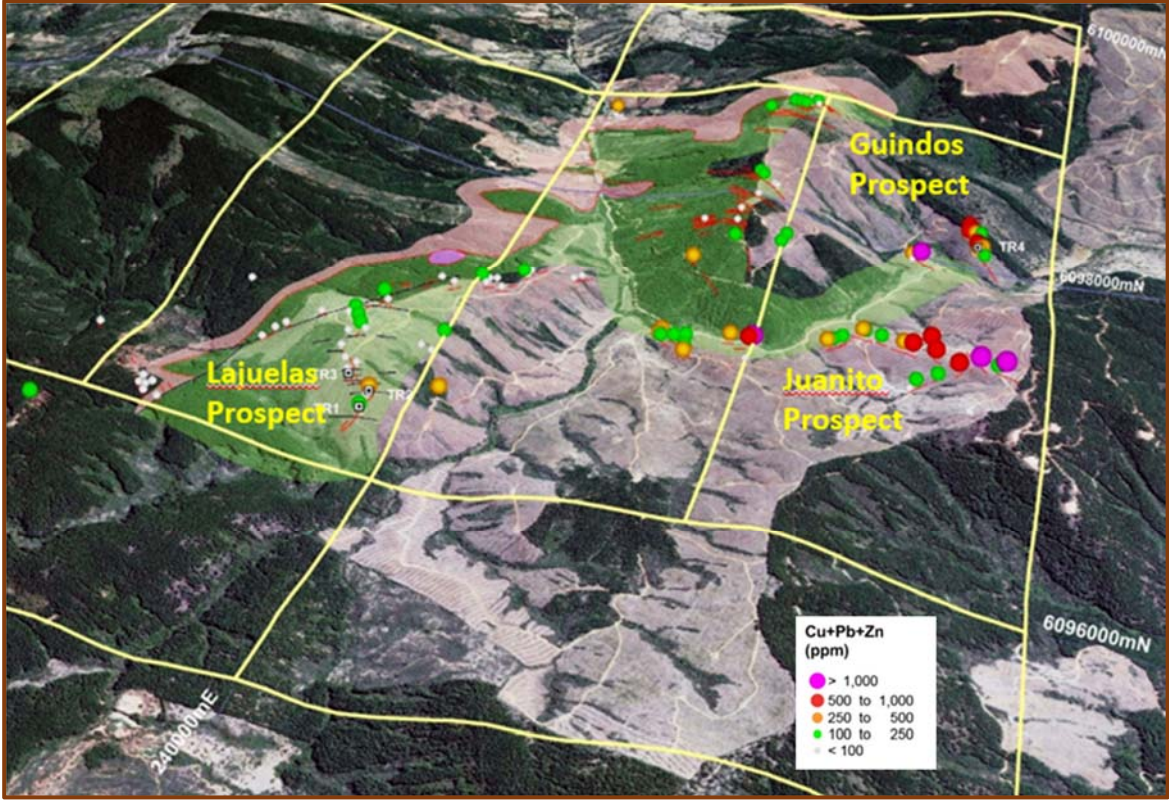 6100000mN
Guindos
Prospect
TR4
6098000mN
Lajuelas
Prospect
TR3
TR2
TR1
Juanito
Prospect
Cu+Pb+Zn
(ppm)
> 1,000
500 to 1,000
250 to 500
100 to 250
< 100
6096000mN
240000mE